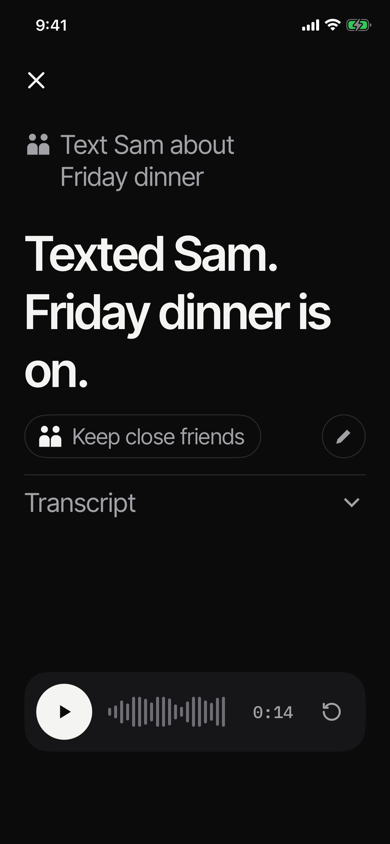 9:41
Text Sam about
Friday dinner
Texted Sam.
Friday dinner is
on.
Keep close friends
Transcript
0:14